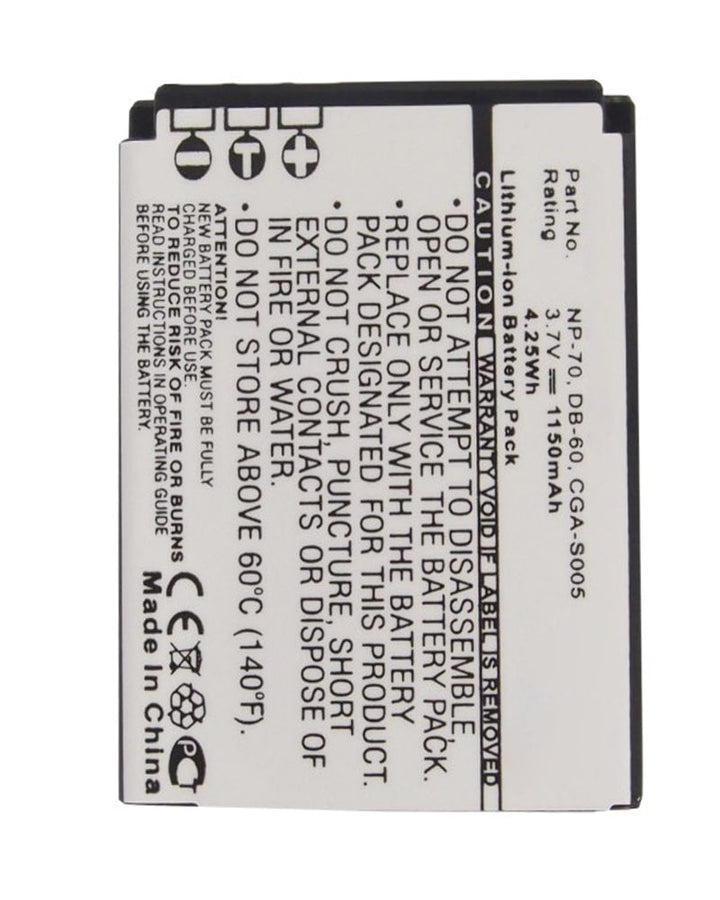 Part No. NP-70, DB-60, CGA-S005
Rating 3.7V 1150mAh
4.25Wh
Lithium-Ion Battery Pack
CAUTION WARRANTY VOID IF LABEL IS REMOVED
• DO NOT ATTEMPT TO DISASSEMBLE,
OPEN OR SERVICE THE BATTERY PACK.
• REPLACE ONLY WITH THE BATTERY
PACK DESIGNATED FOR THIS PRODUCT.
• DO NOT CRUSH, PUNCTURE, SHORT
EXTERNAL CONTACTS OR DISPOSE OF
IN FIRE OR WATER.
• DO NOT STORE ABOVE 60°C (140°F).
ATTENTION!
NEW BATTERY PACK MUST BE FULLY
CHARGED BEFORE USE.
TO REDUCE RISK OF FIRE OR BURNS
READ INSTRUCTIONS IN OPERATING GUIDE
BEFORE USING THE BATTERY.
+ T −
CE PCT
Made in China